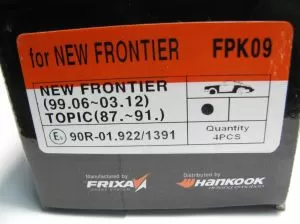 for NEW FRONTIER FPK09
NEW FRONTIER
(99.06~03.12)
TOPIC(87.~91.)
E4 90R-01.922/1391
Quantity
4PCS
Manufactured by
FRIXA
Distributed by
HANKOOK